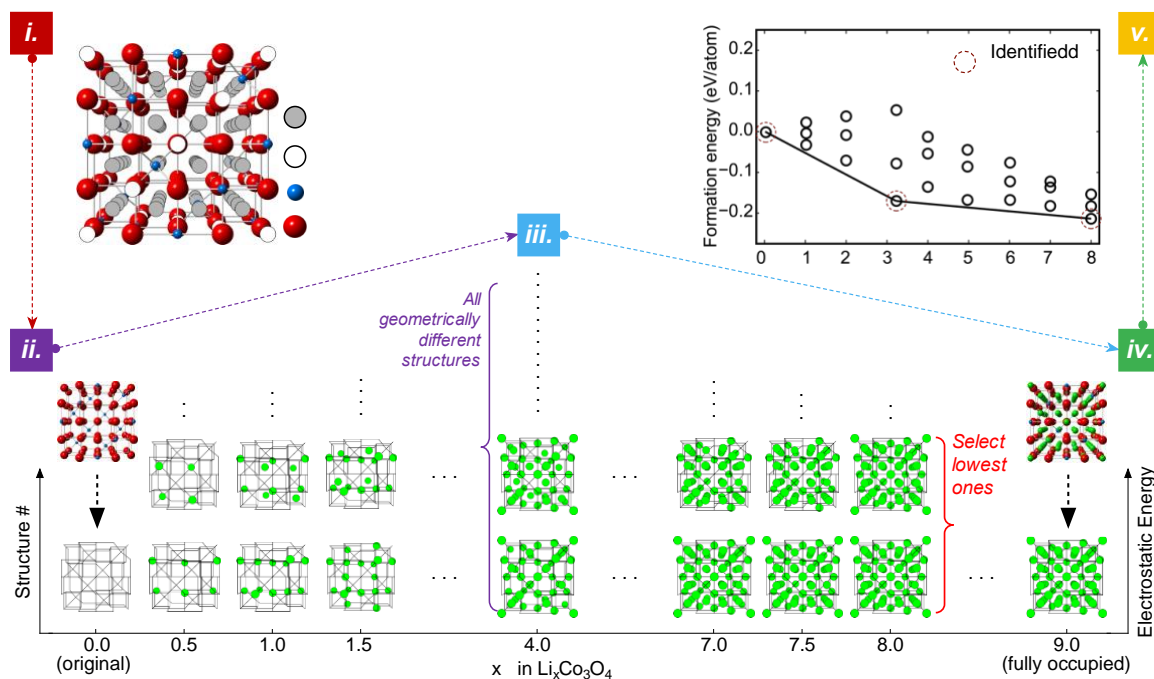 i.
v.
0.2
0.1
0.0
−0.1
−0.2
Formation energy (eV/atom)
Identifiedd
0 1 2 3 4 5 6 7 8
iii.
ii.
iv.
All
geometrically
different
structures
Select
lowest
ones
Structure #
Electrostatic Energy
0.0 0.5 1.0 1.5 4.0 7.0 7.5 8.0 9.0
(original) (fully occupied)
x in LiₓCo₃O₄